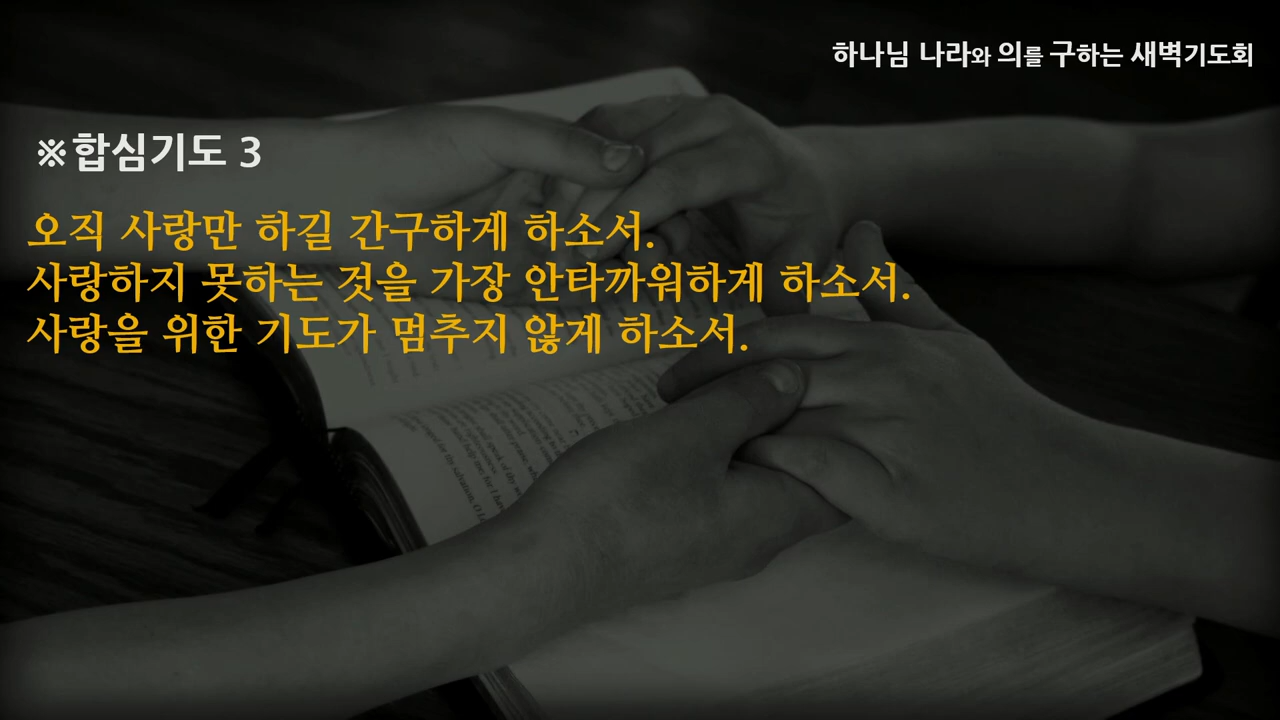 하나님 나라와 의를 구하는 새벽기도회
※합심기도 3
오직 사랑만 하길 간구하게 하소서.
사랑하지 못하는 것을 가장 안타까워하게 하소서.
사랑을 위한 기도가 멈추지 않게 하소서.